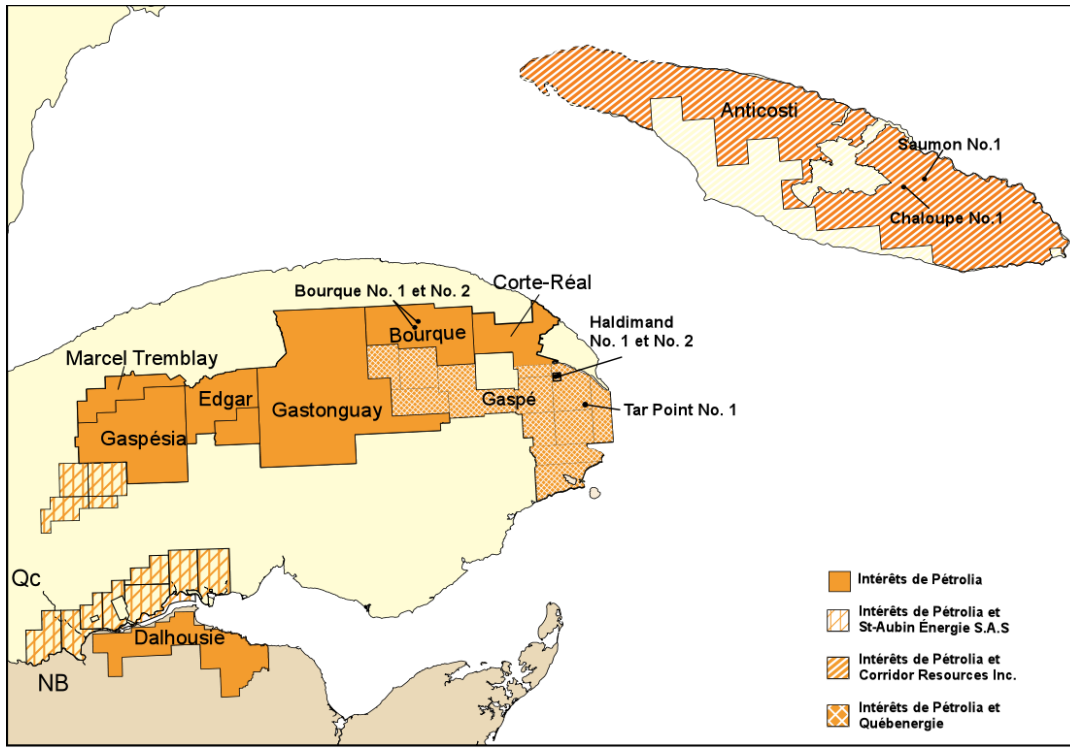 Anticosti
Saumon No.1
Chaloupe No.1
Corte-Réal
Bourque No. 1 et No. 2
Haldimand
No. 1 et No. 2
Bourque
Marcel Tremblay
Edgar
Gastonguay
Gaspé
Tar Point No. 1
Gaspésia
Qc
Dalhousie
NB
Intérêts de Pétrolia
Intérêts de Pétrolia et
St-Aubin Énergie S.A.S
Intérêts de Pétrolia et
Corridor Resources Inc.
Intérêts de Pétrolia et
Québenergie